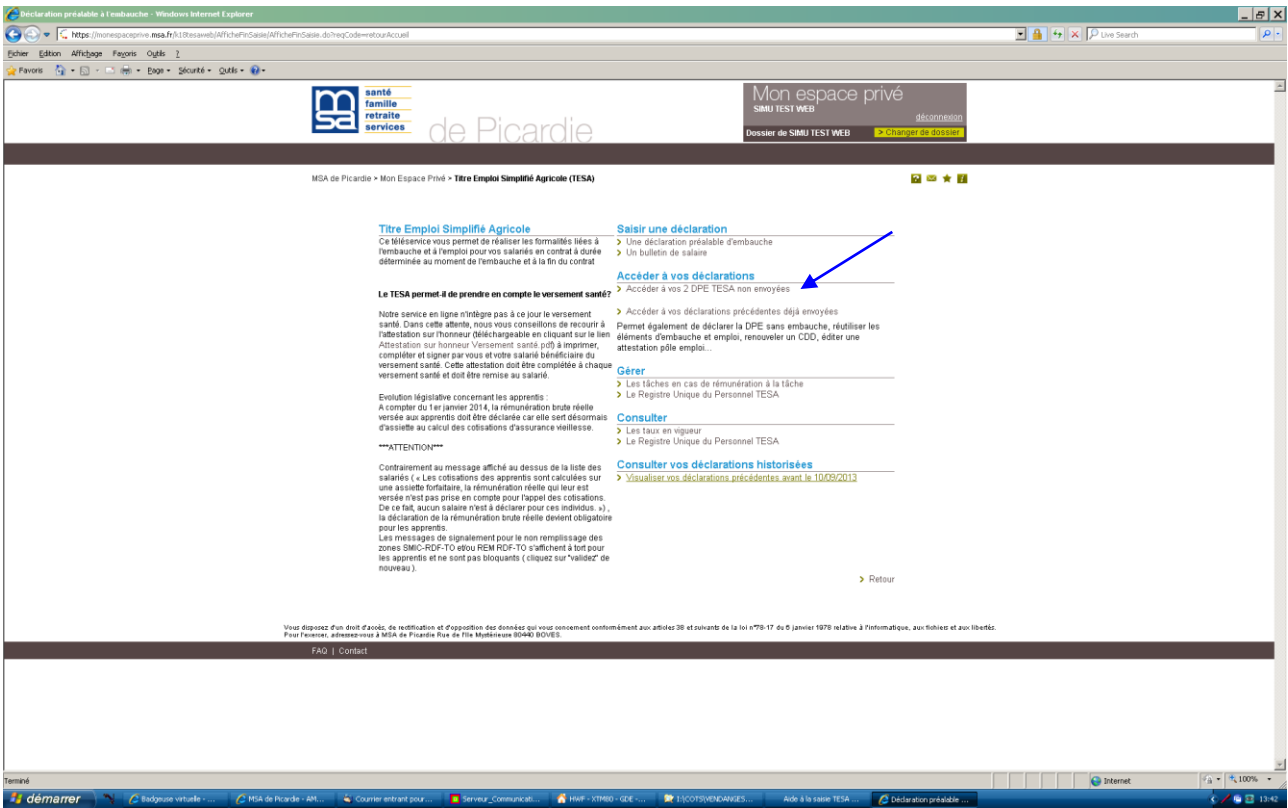 Déclaration préalable à l'embauche - Windows Internet Explorer
https://monespaceprive.msa.fr/k18tesaweb/AfficheFinSaisie/AfficheFinSaisie.do?reqCode=retourAccueil
Live Search
Fichier Edition Affichage Favoris Outils ?
Favoris Page Sécurité Outils
santé
famille
retraite
services
msa
de Picardie
Mon espace privé
SIMU TEST WEB
déconnexion
Dossier de SIMU TEST WEB > Changer de dossier
MSA de Picardie > Mon Espace Privé > Titre Emploi Simplifié Agricole (TESA)
Titre Emploi Simplifié Agricole
Ce téléservice vous permet de réaliser les formalités liées à
l'embauche et à l'emploi pour vos salariés en contrat à durée
déterminée au moment de l'embauche et à la fin du contrat
Le TESA permet-il de prendre en compte le versement santé?
Notre service en ligne n'intègre pas à ce jour le versement
santé. Dans cette attente, nous vous conseillons de recourir à
l'attestation sur l'honneur (téléchargeable en cliquant sur le lien
Attestation sur honneur Versement santé.pdf) à imprimer,
compléter et signer par vous et votre salarié bénéficiaire du
versement santé. Cette attestation doit être complétée à chaque
versement santé et doit être remise au salarié.
Evolution législative concernant les apprentis :
A compter du 1er janvier 2014, la rémunération brute réelle
versée aux apprentis doit être déclarée car elle sert désormais
d'assiette au calcul des cotisations d'assurance vieillesse.
***ATTENTION***
Contrairement au message affiché au dessus de la liste des
salariés ( « Les cotisations des apprentis sont calculées sur
une assiette forfaitaire, la rémunération réelle qui leur est
versée n'est pas prise en compte pour l'appel des cotisations.
De ce fait, aucun salaire n'est à déclarer pour ces individus. ») ,
la déclaration de la rémunération brute réelle devient obligatoire
pour les apprentis.
Les messages de signalement pour le non remplissage des
zones SMIC-RDF-TO et/ou REM RDF-TO s'affichent à tort pour
les apprentis et ne sont pas bloquants ( cliquez sur "validez" de
nouveau ).
Saisir une déclaration
> Une déclaration préalable d'embauche
> Un bulletin de salaire
Accéder à vos déclarations
> Accéder à vos 2 DPE TESA non envoyées
> Accéder à vos déclarations précédentes déjà envoyées
Permet également de déclarer la DPE sans embauche, réutiliser les
éléments d'embauche et emploi, renouveler un CDD, éditer une
attestation pôle emploi...
Gérer
> Les tâches en cas de rémunération à la tâche
> Le Registre Unique du Personnel TESA
Consulter
> Les taux en vigueur
> Le Registre Unique du Personnel TESA
Consulter vos déclarations historisées
> Visualiser vos déclarations précédentes avant le 10/09/2013
> Retour
Vous disposez d'un droit d'accès, de rectification et d'opposition des données qui vous concernent conformément aux articles 38 et suivants de la loi n°78-17 du 6 janvier 1978 relative à l'informatique, aux fichiers et aux libertés.
Pour l'exercer, adressez-vous à MSA de Picardie Rue de l'Ile Mystérieuse 80440 BOVES.
FAQ | Contact
Terminé Internet 100%
démarrer Badgeuse virtuelle - ... MSA de Picardie - AM... Courrier entrant pour... Serveur_Communicati... HWF - XTM80 - GDE -... I:\COTSIVENDANGES... Aide à la saisie TESA ... Déclaration préalable ... 13:42